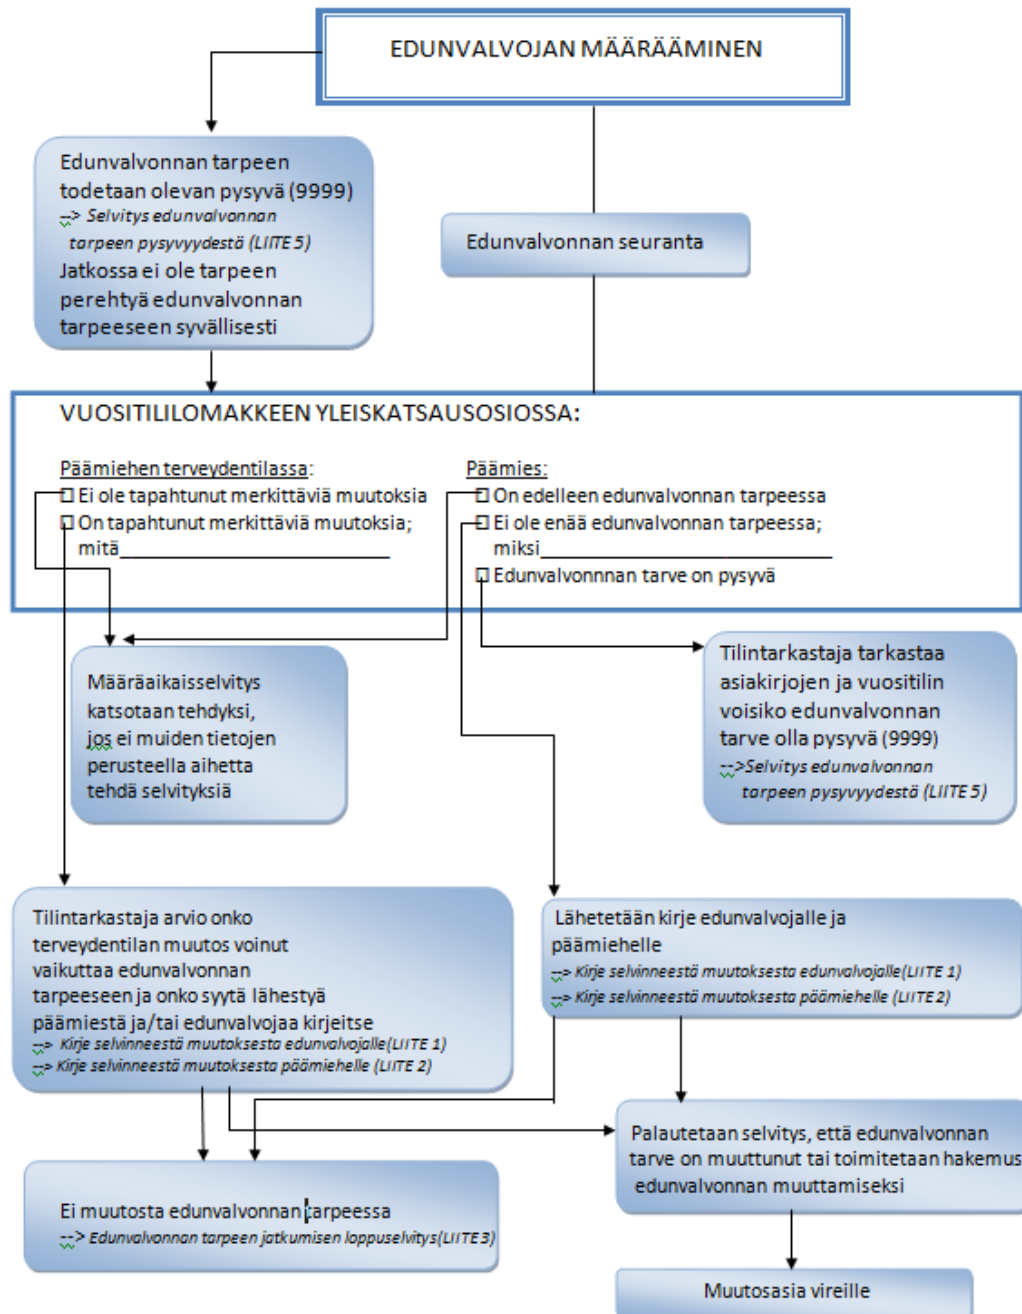 EDUNVALVOJAN MÄÄRÄÄMINEN
Edunvalvonnan tarpeen
todetaan olevan pysyvä (9999)
--> Selvitys edunvalvonnan
tarpeen pysyvyydestä (LIITE 5)
Jatkossa ei ole tarpeen
perehtyä edunvalvonnan
tarpeeseen syvällisesti
Edunvalvonnan seuranta
VUOSITILILOMAKKEEN YLEISKATSAUSOSIOSSA:
Päämiehen terveydentilassa:
☐ Ei ole tapahtunut merkittäviä muutoksia
☐ On tapahtunut merkittäviä muutoksia;
mitä__________________________
Päämies:
☐ On edelleen edunvalvonnan tarpeessa
☐ Ei ole enää edunvalvonnan tarpeessa;
miksi______________________________
☐ Edunvalvonnnan tarve on pysyvä
Määräaikaisselvitys
katsotaan tehdyksi,
jos ei muiden tietojen
perusteella aihetta
tehdä selvityksiä
Tilintarkastaja tarkastaa
asiakirjojen ja vuositilin
voisiko edunvalvonnan
tarve olla pysyvä (9999)
-->Selvitys edunvalvonnan
tarpeen pysyvyydestä (LIITE 5)
Tilintarkastaja arvio onko
terveydentilan muutos voinut
vaikuttaa edunvalvonnan
tarpeeseen ja onko syytä lähestyä
päämiestä ja/tai edunvalvojaa kirjeitse
--> Kirje selvinneestä muutoksesta edunvalvojalle(LIITE 1)
--> Kirje selvinneestä muutoksesta päämiehelle (LIITE 2)
Lähetetään kirje edunvalvojalle ja
päämiehelle
--> Kirje selvinneestä muutoksesta edunvalvojalle(LIITE 1)
--> Kirje selvinneestä muutoksesta päämiehelle (LIITE 2)
Palautetaan selvitys, että edunvalvonnan
tarve on muuttunut tai toimitetaan hakemus
edunvalvonnan muuttamiseksi
Ei muutosta edunvalvonnan tarpeessa
--> Edunvalvonnan tarpeen jatkumisen loppuselvitys(LIITE 3)
Muutosasia vireille